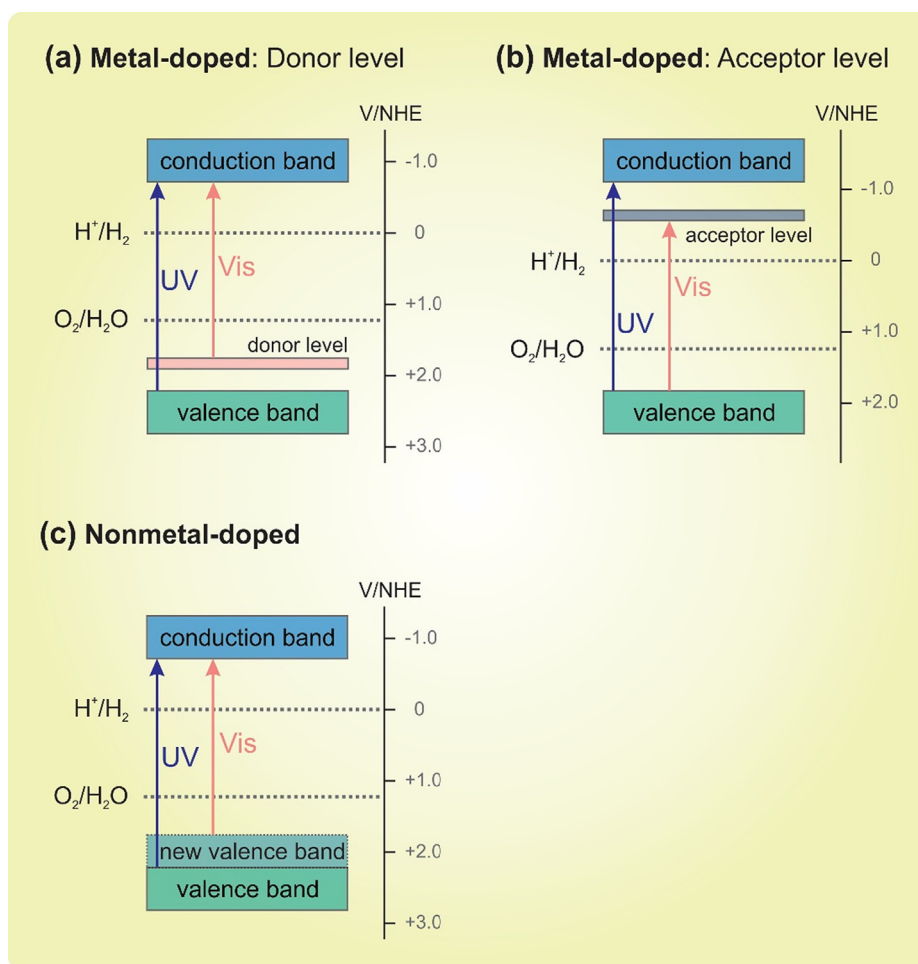 (a) Metal-doped: Donor level
V/NHE
conduction band
-1.0
H⁺/H₂
0
UV
Vis
+1.0
O₂/H₂O
donor level
+2.0
valence band
+3.0
(b) Metal-doped: Acceptor level
V/NHE
conduction band
-1.0
acceptor level
H⁺/H₂
0
Vis
UV
+1.0
O₂/H₂O
+2.0
valence band
(c) Nonmetal-doped
V/NHE
conduction band
-1.0
H⁺/H₂
0
UV
Vis
+1.0
O₂/H₂O
new valence band
+2.0
valence band
+3.0